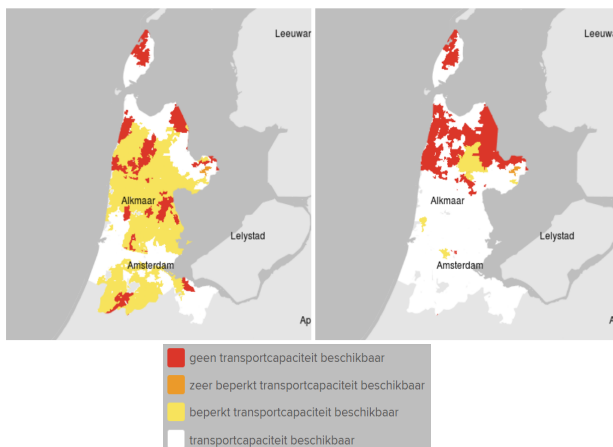 Leeuwar
Alkmaar
Lelystad
Amsterdam
Ap
Leeuwar
Alkmaar
Lelystad
Amsterdam
A
geen transportcapaciteit beschikbaar
zeer beperkt transportcapaciteit beschikbaar
beperkt transportcapaciteit beschikbaar
transportcapaciteit beschikbaar